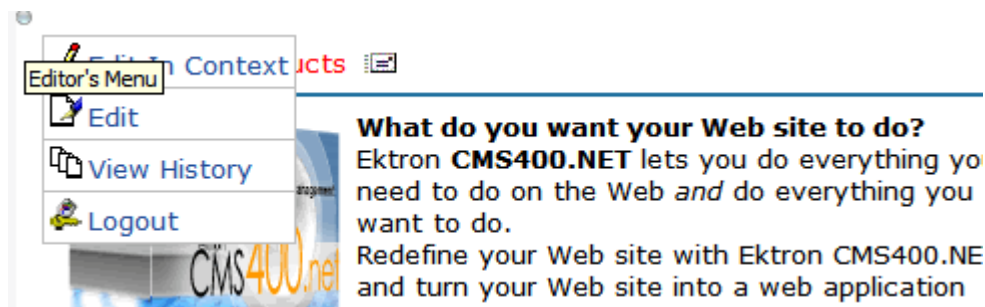 Edit In Context ucts
Editor's Menu
Edit
View History
Logout
What do you want your Web site to do?
Ektron CMS400.NET lets you do everything you
need to do on the Web and do everything you
want to do.
Redefine your Web site with Ektron CMS400.NE
and turn your Web site into a web application
management
CMS400.net